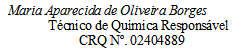 Maria Aparecida de Oliveira Borges
Técnico de Química Responsável
CRQ Nº. 02404889